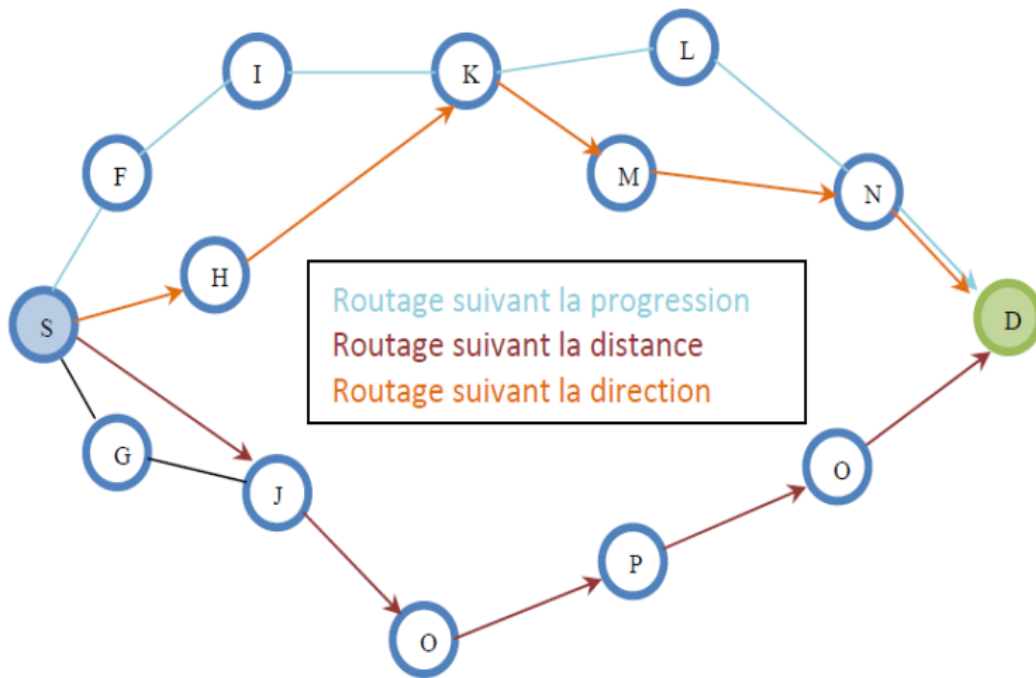 L
I
K
F
M
N
H
Routage suivant la progression
Routage suivant la distance
Routage suivant la direction
S
D
G
J
O
P
O